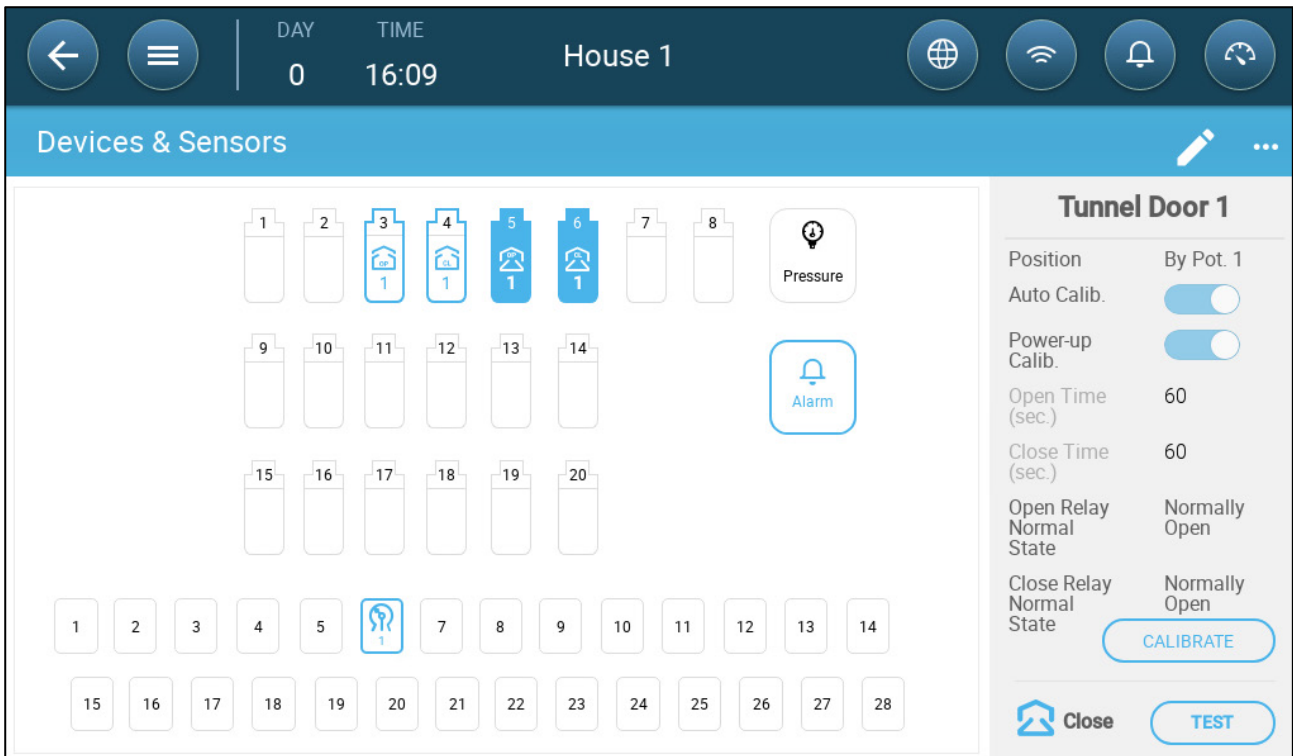 DAY TIME
0 16:09 House 1
Devices & Sensors
1 2 3 4 5 6 7 8
OP CL OP CL
1 1 1 1
Pressure
9 10 11 12 13 14
Alarm
15 16 17 18 19 20
1 2 3 4 5 1 7 8 9 10 11 12 13 14
15 16 17 18 19 20 21 22 23 24 25 26 27 28
Tunnel Door 1
Position By Pot. 1
Auto Calib.
Power-up
Calib.
Open Time 60
(sec.)
Close Time 60
(sec.)
Open Relay Normally
Normal Open
State
Close Relay Normally
Normal Open
State
CALIBRATE
Close TEST